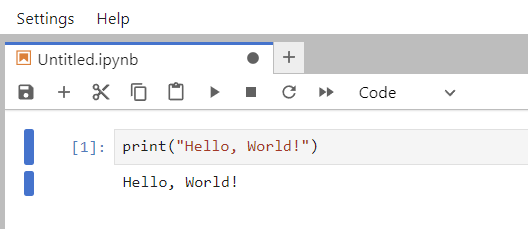 Settings Help
Untitled.ipynb
Code
[1]: print("Hello, World!")
Hello, World!